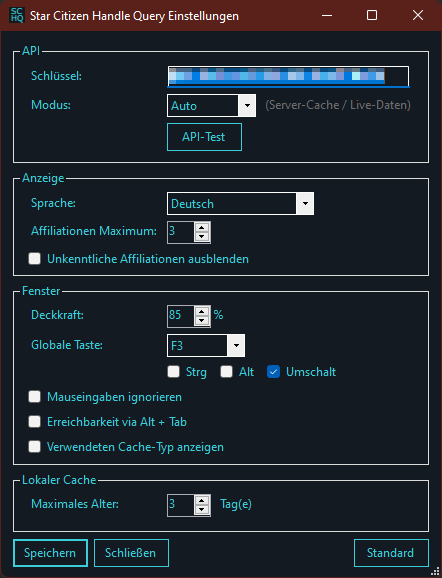 SC
HQ
Star Citizen Handle Query Einstellungen
API
Schlüssel:
Modus: Auto (Server-Cache / Live-Daten)
API-Test
Anzeige
Sprache: Deutsch
Affiliationen Maximum: 3
Unkenntliche Affiliationen ausblenden
Fenster
Deckkraft: 85 %
Globale Taste: F3
Strg Alt Umschalt
Mauseingaben ignorieren
Erreichbarkeit via Alt + Tab
Verwendeten Cache-Typ anzeigen
Lokaler Cache
Maximales Alter: 3 Tag(e)
Speichern Schließen Standard